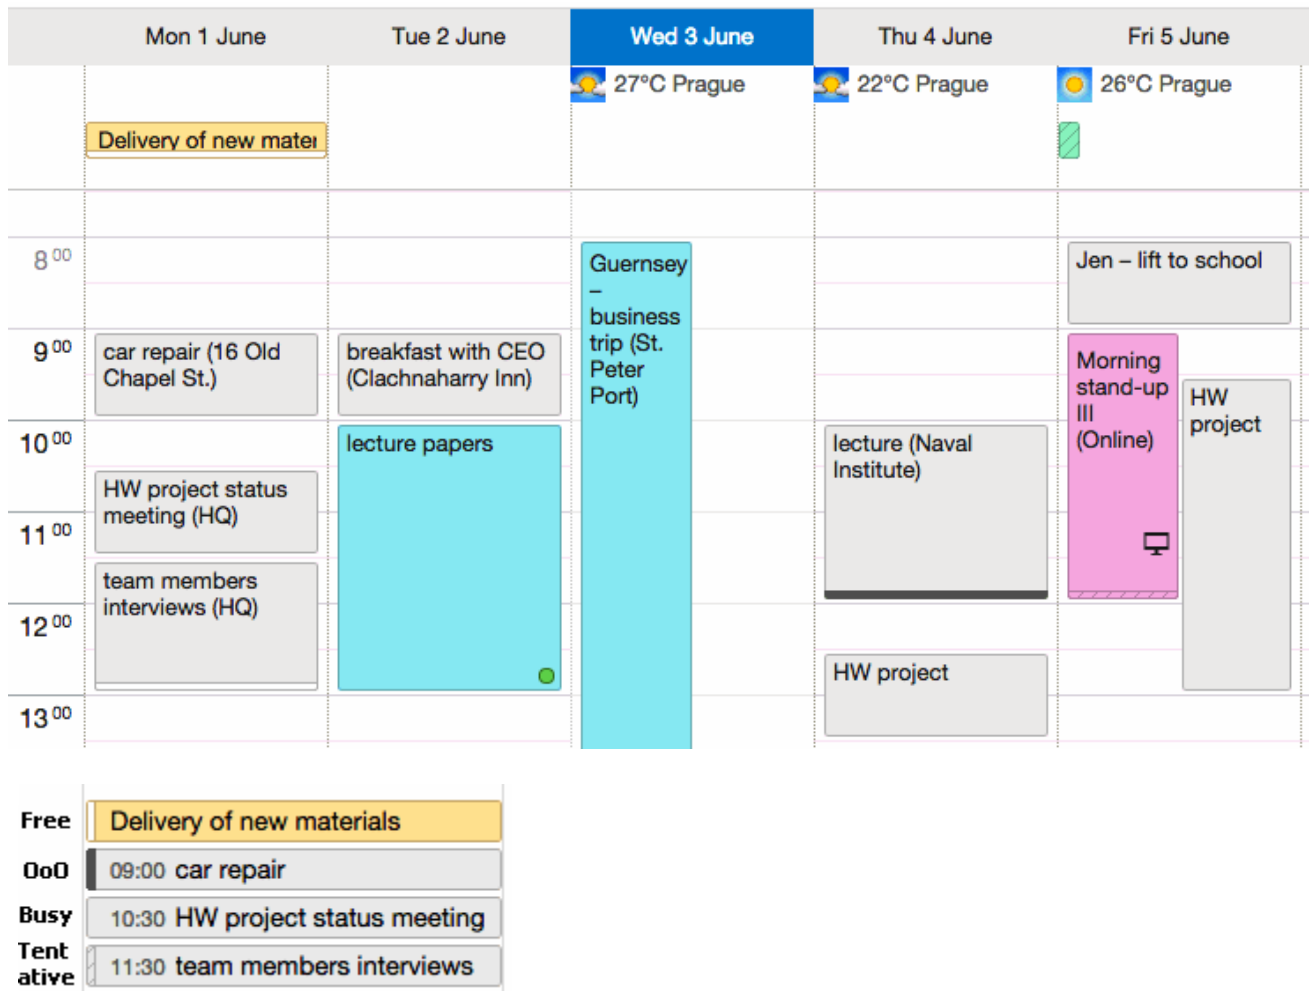 Mon 1 June
Tue 2 June
Wed 3 June
Thu 4 June
Fri 5 June
27°C Prague
22°C Prague
26°C Prague
Delivery of new mater
8 00
9 00
10 00
11 00
12 00
13 00
car repair (16 Old
Chapel St.)
HW project status
meeting (HQ)
team members
interviews (HQ)
breakfast with CEO
(Clachnaharry Inn)
lecture papers
Guernsey
–
business
trip (St.
Peter
Port)
lecture (Naval
Institute)
HW project
Jen – lift to school
Morning
stand-up
III
(Online)
HW
project
Free Delivery of new materials
OoO 09:00 car repair
Busy 10:30 HW project status meeting
Tent
ative 11:30 team members interviews